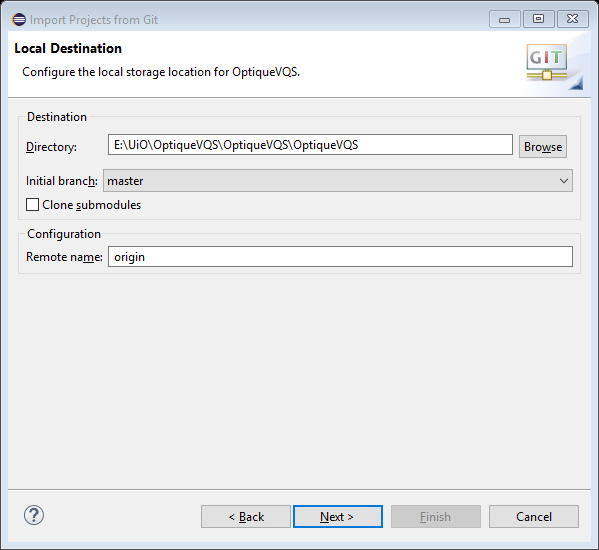 Import Projects from Git
Local Destination
Configure the local storage location for OptiqueVQS.
GIT
Destination
Directory: E:\UiO\OptiqueVQS\OptiqueVQS\OptiqueVQS Browse
Initial branch: master
Clone submodules
Configuration
Remote name: origin
? < Back Next > Finish Cancel